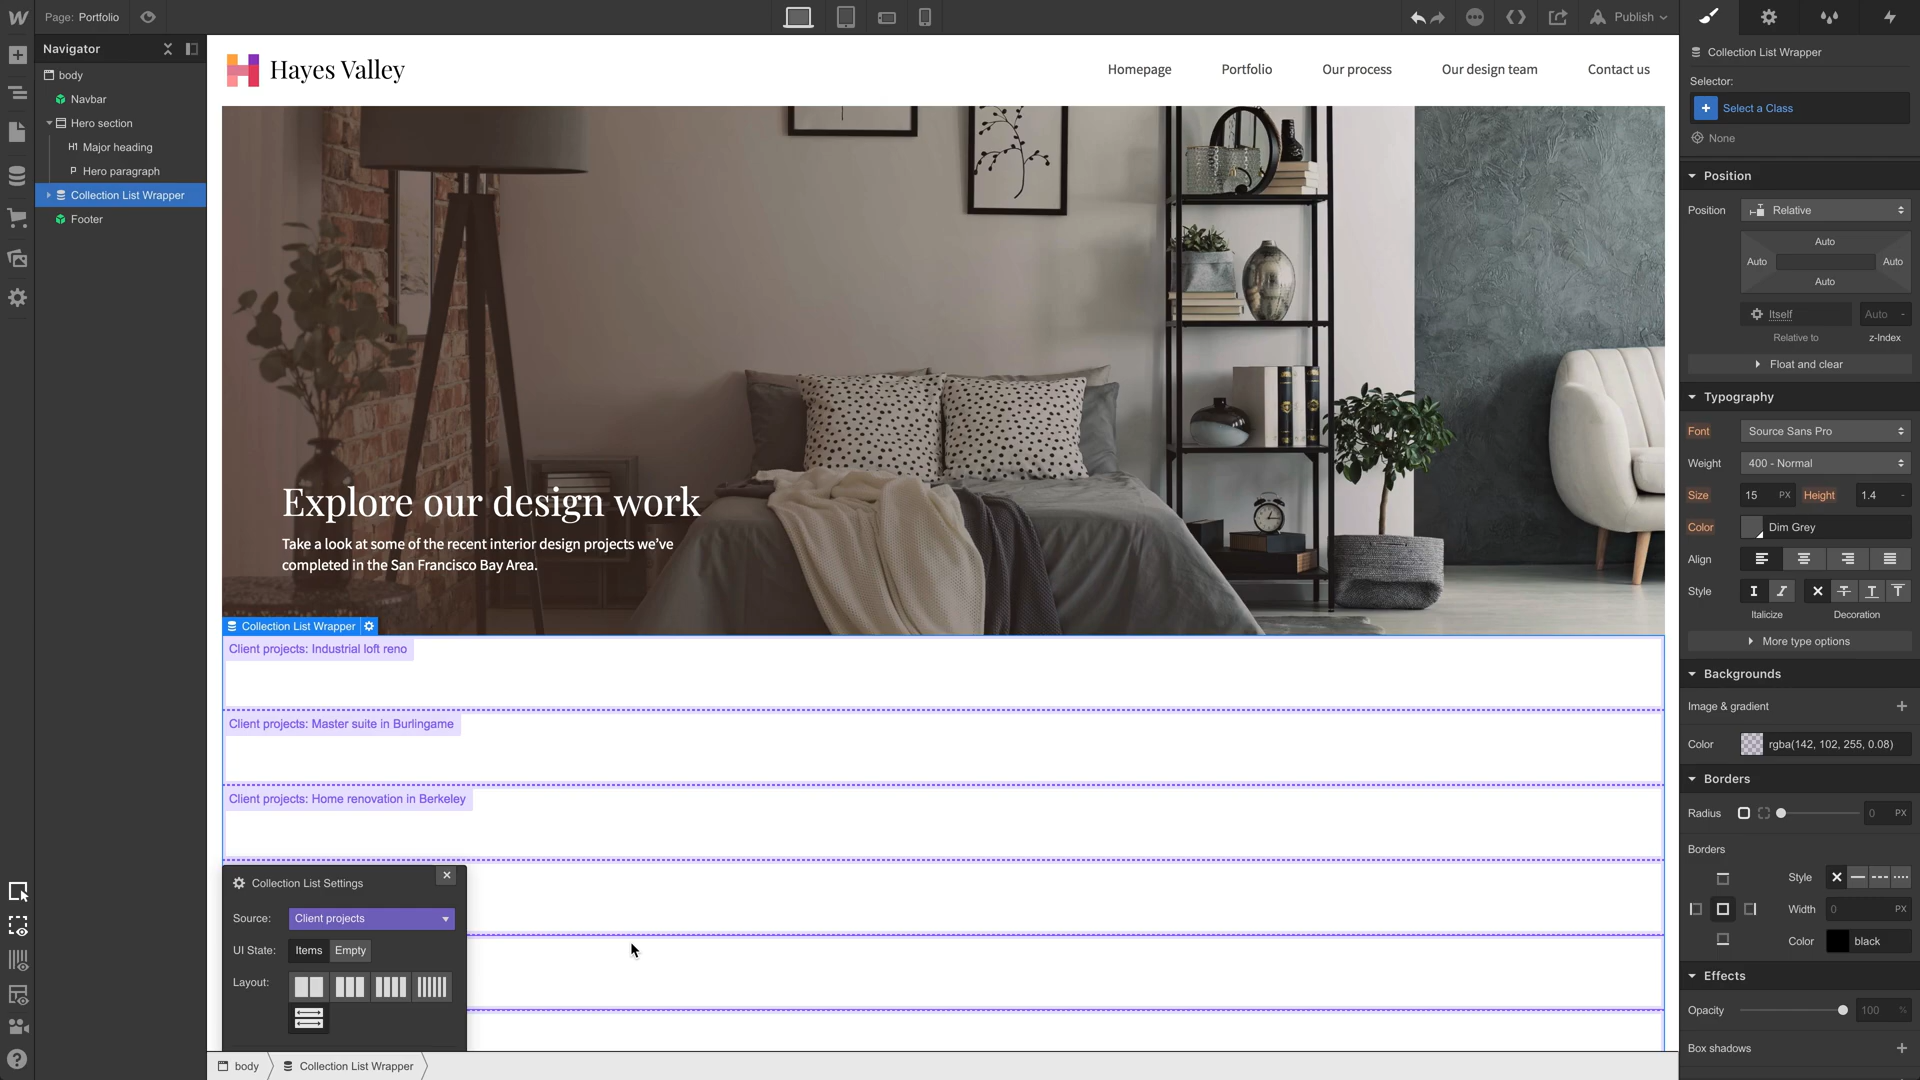 Page: Portfolio
Publish
Navigator
body
Navbar
Hero section
H1 Major heading
P Hero paragraph
Collection List Wrapper
Footer
Hayes Valley
Homepage
Portfolio
Our process
Our design team
Contact us
Explore our design work
Take a look at some of the recent interior design projects we've
completed in the San Francisco Bay Area.
Collection List Wrapper
Client projects: Industrial loft reno
Client projects: Master suite in Burlingame
Client projects: Home renovation in Berkeley
Collection List Settings
Source: Client projects
UI State: Items Empty
Layout:
body
Collection List Wrapper
Collection List Wrapper
Selector:
Select a Class
None
Position
Position Relative
Auto
Auto Auto
Auto
Itself Auto -
Relative to z-Index
Float and clear
Typography
Font Source Sans Pro
Weight 400 - Normal
Size 15 PX Height 1.4 -
Color Dim Grey
Align
Style
Italicize Decoration
More type options
Backgrounds
Image & gradient
Color rgba(142, 102, 255, 0.08)
Borders
Radius 0 PX
Borders
Style
Width 0 PX
Color black
Effects
Opacity 100 %
Box shadows